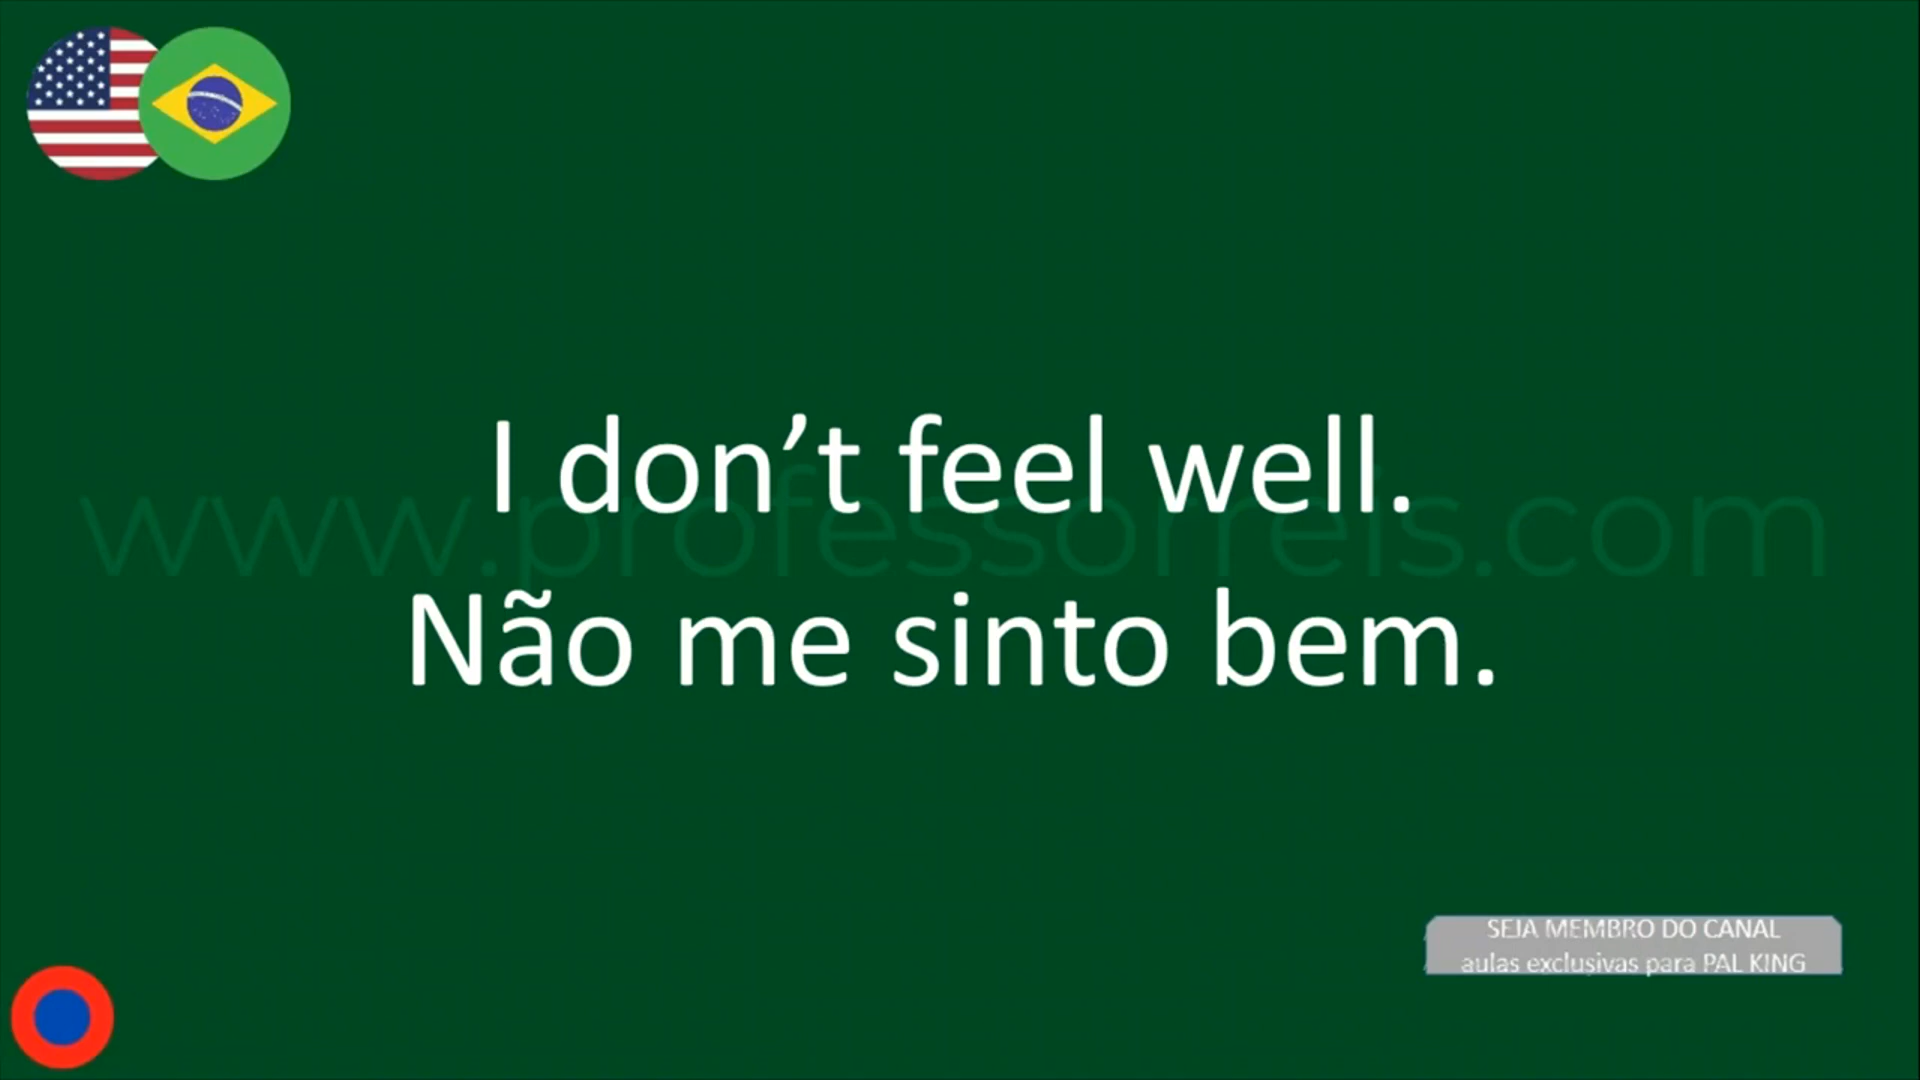 I don’t feel well.
www.professorreis.com
Não me sinto bem.
SEJA MEMBRO DO CANAL
aulas exclusivas para PAL KING